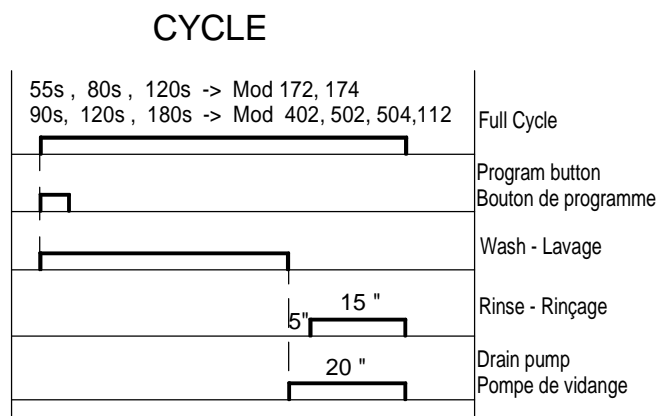 CYCLE
55s , 80s , 120s -> Mod 172, 174
90s, 120s , 180s -> Mod 402, 502, 504,112
Full Cycle
Program button
Bouton de programme
Wash - Lavage
15 "
5"
Rinse - Rinçage
20 "
Drain pump
Pompe de vidange